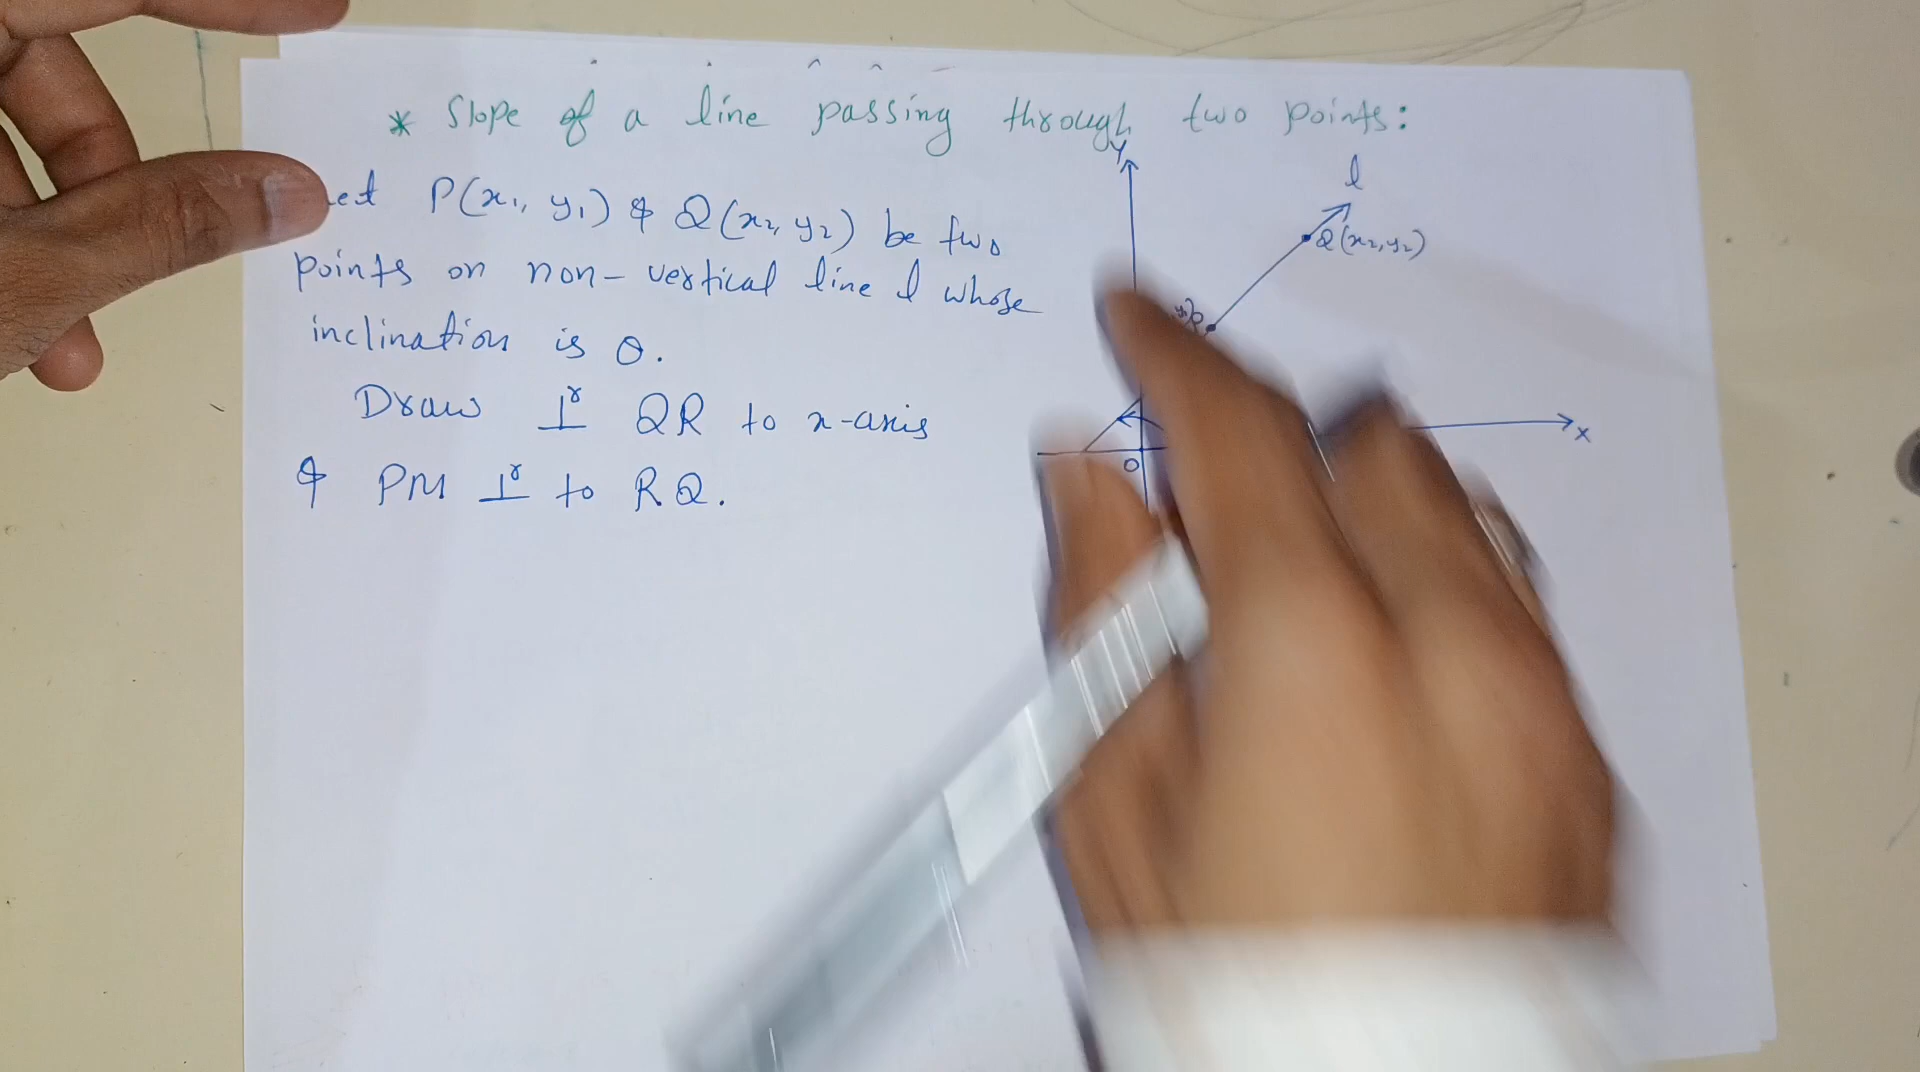 * Slope of a line passing through two points:
Let P(x₁, y₁) & Q(x₂, y₂) be two
points on non-vertical line l whose
inclination is θ.
Draw ⊥ʳ QR to x-axis
& PM ⊥ʳ to RQ.
Y
l
Q(x₂,y₂)
O
X